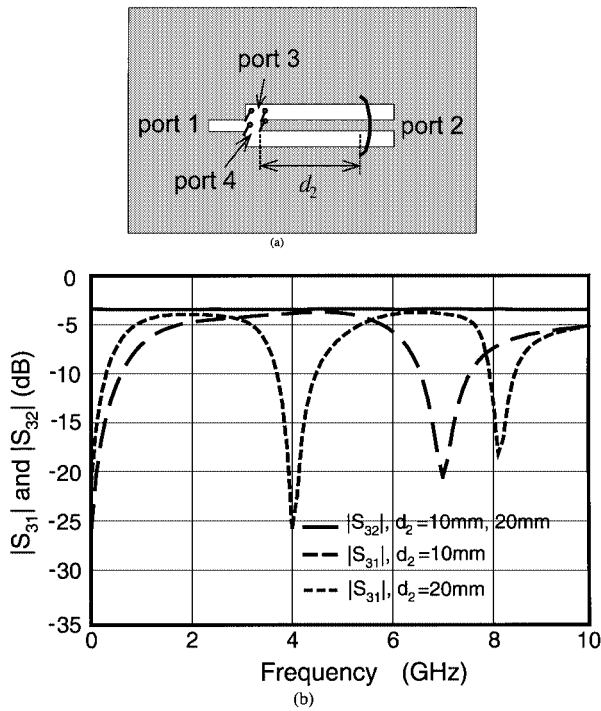 port 3
port 1
port 2
port 4
d₂
(a)
0
-5
-10
-15
-20
-25
-30
-35
|S₃₁| and |S₃₂| (dB)
|S₃₂|, d₂=10mm, 20mm
|S₃₁|, d₂=10mm
|S₃₁|, d₂=20mm
0 2 4 6 8 10
Frequency (GHz)
(b)